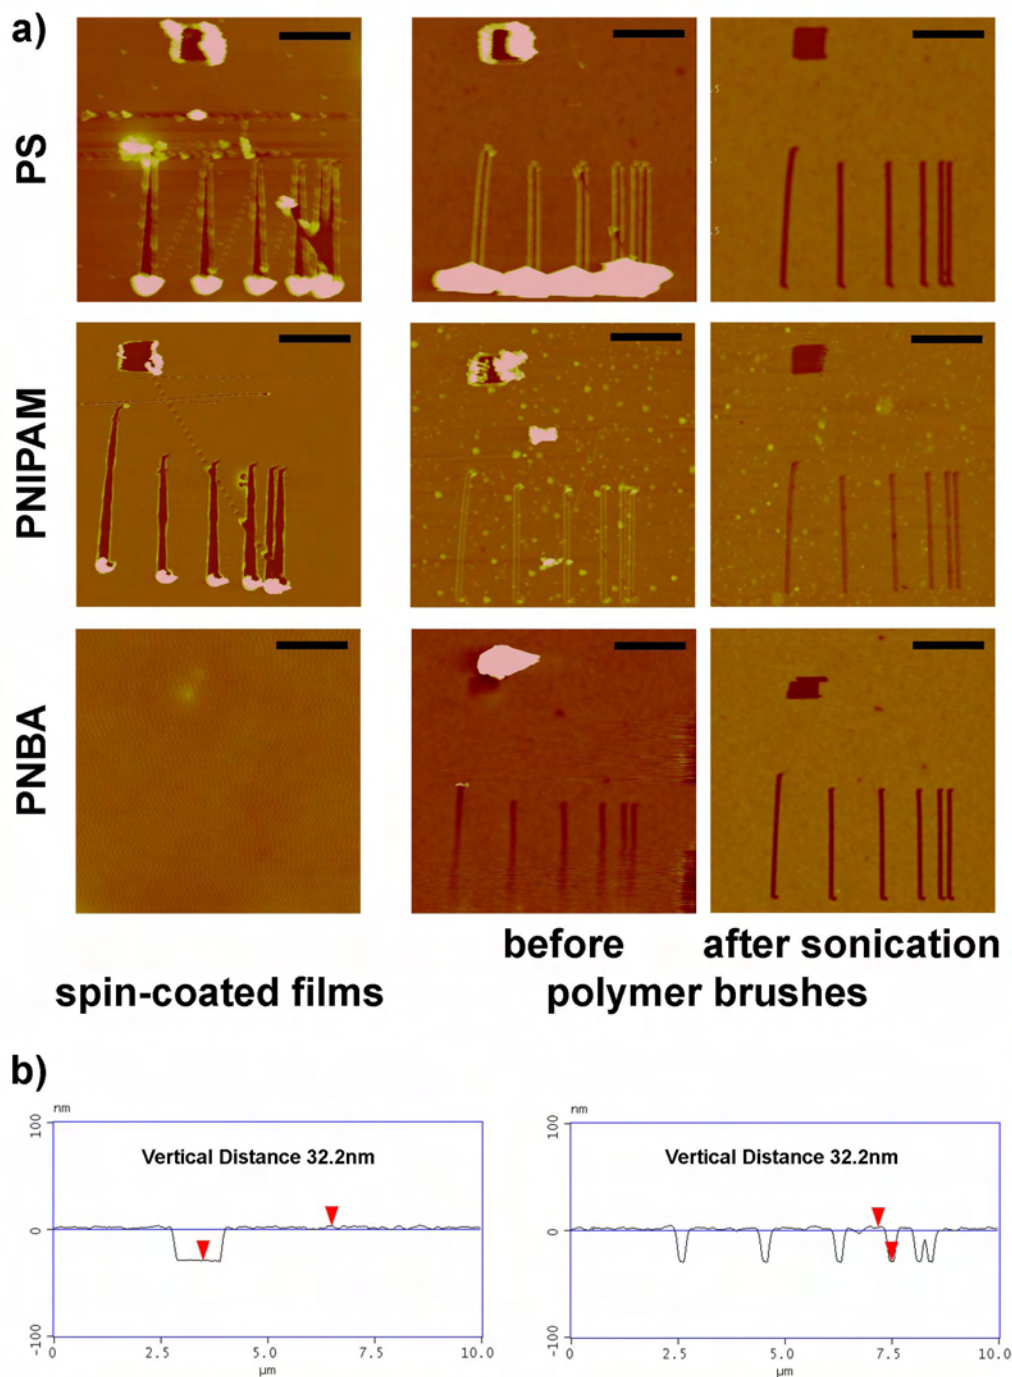 a)
PS
.5
.5
PNIPAM
PNBA
before after sonication
spin-coated films polymer brushes
b)
nm nm
100 100
Vertical Distance 32.2nm Vertical Distance 32.2nm
0 0
-100 -100
0 2.5 5.0 7.5 10.0 0 2.5 5.0 7.5 10.0
µm µm